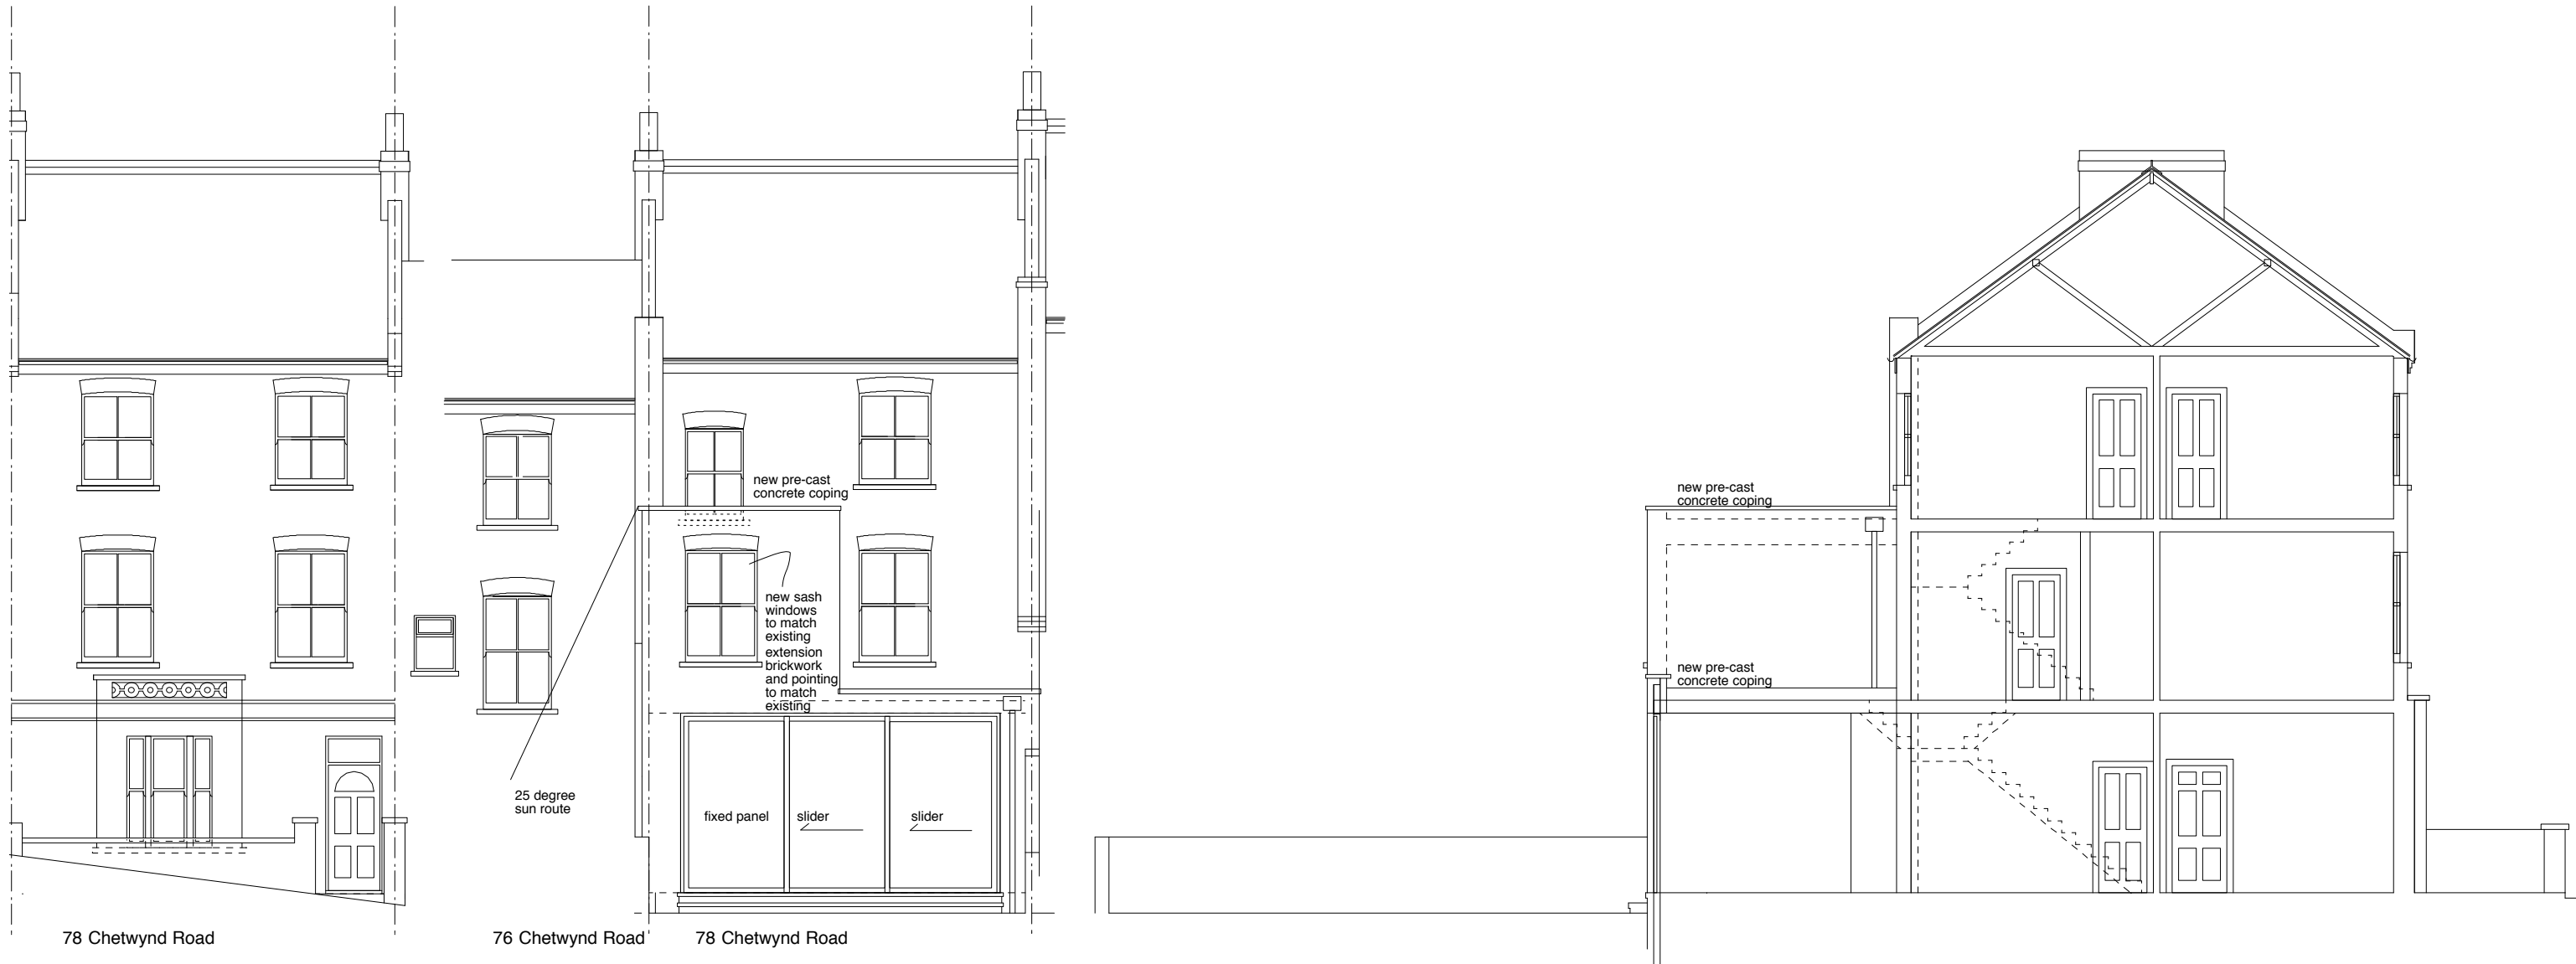 new pre-cast
concrete coping
new sash
windows
to match
existing
extension
brickwork
and pointing
to match
existing
25 degree
sun route
fixed panel
slider
slider
78 Chetwynd Road
76 Chetwynd Road
78 Chetwynd Road
new pre-cast
concrete coping
new pre-cast
concrete coping